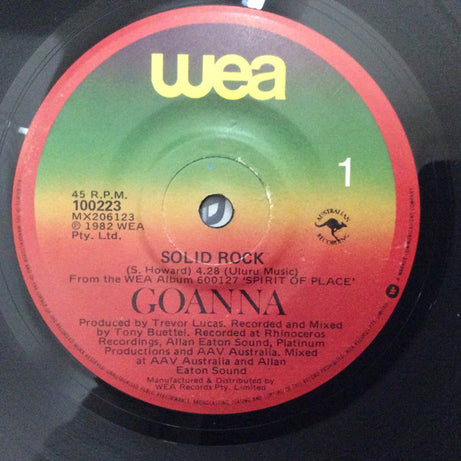 wea
1
45 R.P.M.
100223
MX206123
℗ 1982 WEA
Pty. Ltd.
AUSTRALIAN
RECORDING
SOLID ROCK
(S. Howard) 4.28 (Uluru Music)
From the WEA Album 600127 'SPIRIT OF PLACE'
GOANNA
Produced by Trevor Lucas. Recorded and Mixed
by Tony Buettel. Recorded at Rhinoceros
Recordings, Allan Eaton Sound, Platinum
Productions and AAV Australia. Mixed
at AAV Australia and Allan
Eaton Sound
Manufactured & Distributed by
WEA Records Pty. Limited